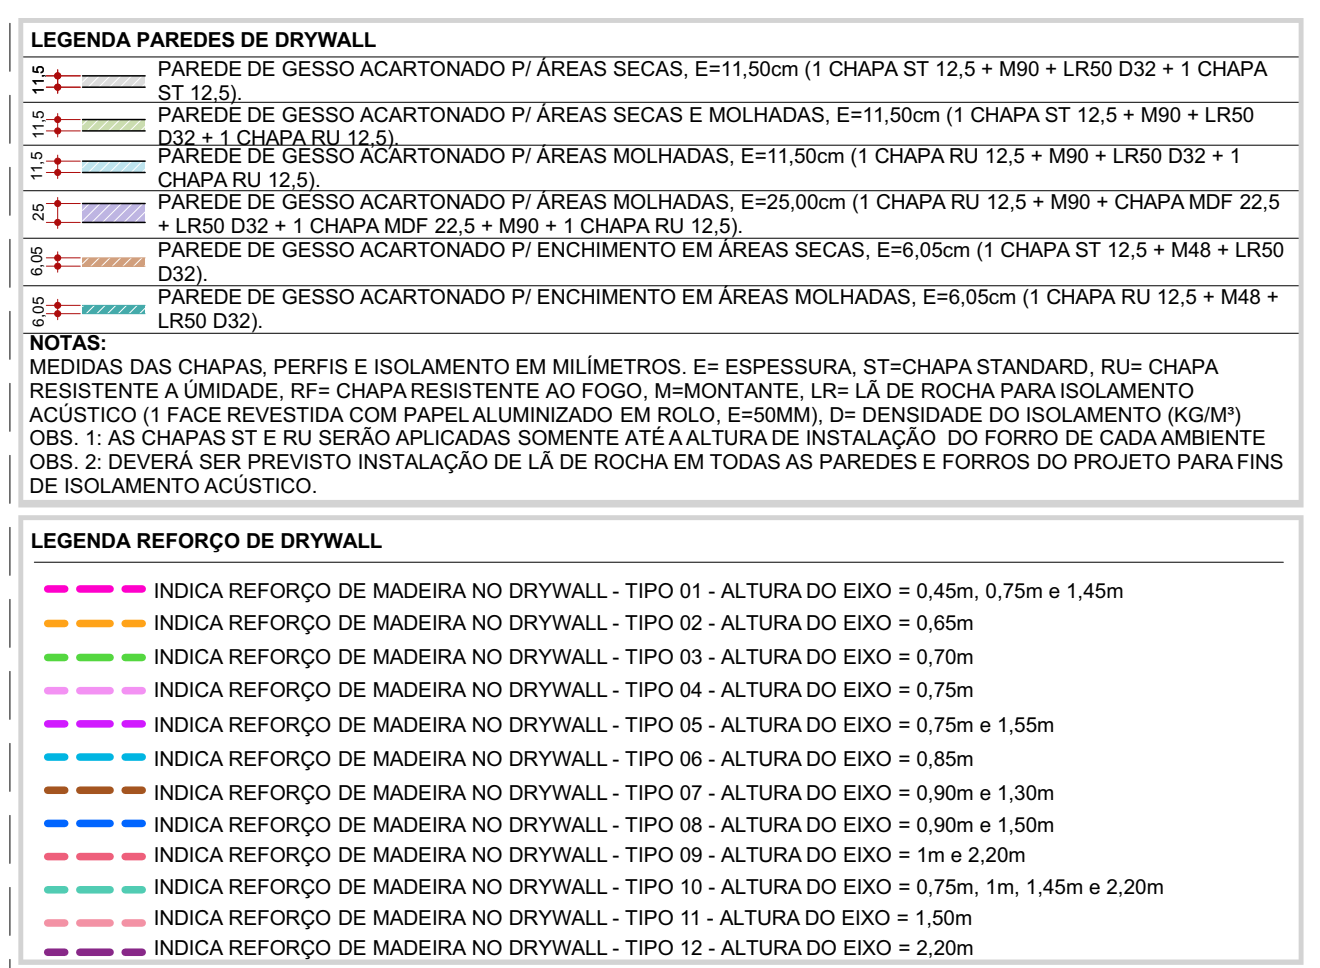 LEGENDA PAREDES DE DRYWALL
11,5
PAREDE DE GESSO ACARTONADO P/ ÁREAS SECAS, E=11,50cm (1 CHAPA ST 12,5 + M90 + LR50 D32 + 1 CHAPA
ST 12,5).
11,5
PAREDE DE GESSO ACARTONADO P/ ÁREAS SECAS E MOLHADAS, E=11,50cm (1 CHAPA ST 12,5 + M90 + LR50
D32 + 1 CHAPA RU 12,5).
11,5
PAREDE DE GESSO ACARTONADO P/ ÁREAS MOLHADAS, E=11,50cm (1 CHAPA RU 12,5 + M90 + LR50 D32 + 1
CHAPA RU 12,5).
25
PAREDE DE GESSO ACARTONADO P/ ÁREAS MOLHADAS, E=25,00cm (1 CHAPA RU 12,5 + M90 + CHAPA MDF 22,5
+ LR50 D32 + 1 CHAPA MDF 22,5 + M90 + 1 CHAPA RU 12,5).
6,05
PAREDE DE GESSO ACARTONADO P/ ENCHIMENTO EM ÁREAS SECAS, E=6,05cm (1 CHAPA ST 12,5 + M48 + LR50
D32).
6,05
PAREDE DE GESSO ACARTONADO P/ ENCHIMENTO EM ÁREAS MOLHADAS, E=6,05cm (1 CHAPA RU 12,5 + M48 +
LR50 D32).
NOTAS:
MEDIDAS DAS CHAPAS, PERFIS E ISOLAMENTO EM MILÍMETROS. E= ESPESSURA, ST=CHAPA STANDARD, RU= CHAPA
RESISTENTE A ÚMIDADE, RF= CHAPA RESISTENTE AO FOGO, M=MONTANTE, LR= LÃ DE ROCHA PARA ISOLAMENTO
ACÚSTICO (1 FACE REVESTIDA COM PAPEL ALUMINIZADO EM ROLO, E=50MM), D= DENSIDADE DO ISOLAMENTO (KG/M³)
OBS. 1: AS CHAPAS ST E RU SERÃO APLICADAS SOMENTE ATÉ A ALTURA DE INSTALAÇÃO DO FORRO DE CADA AMBIENTE
OBS. 2: DEVERÁ SER PREVISTO INSTALAÇÃO DE LÃ DE ROCHA EM TODAS AS PAREDES E FORROS DO PROJETO PARA FINS
DE ISOLAMENTO ACÚSTICO.
LEGENDA REFORÇO DE DRYWALL
INDICA REFORÇO DE MADEIRA NO DRYWALL - TIPO 01 - ALTURA DO EIXO = 0,45m, 0,75m e 1,45m
INDICA REFORÇO DE MADEIRA NO DRYWALL - TIPO 02 - ALTURA DO EIXO = 0,65m
INDICA REFORÇO DE MADEIRA NO DRYWALL - TIPO 03 - ALTURA DO EIXO = 0,70m
INDICA REFORÇO DE MADEIRA NO DRYWALL - TIPO 04 - ALTURA DO EIXO = 0,75m
INDICA REFORÇO DE MADEIRA NO DRYWALL - TIPO 05 - ALTURA DO EIXO = 0,75m e 1,55m
INDICA REFORÇO DE MADEIRA NO DRYWALL - TIPO 06 - ALTURA DO EIXO = 0,85m
INDICA REFORÇO DE MADEIRA NO DRYWALL - TIPO 07 - ALTURA DO EIXO = 0,90m e 1,30m
INDICA REFORÇO DE MADEIRA NO DRYWALL - TIPO 08 - ALTURA DO EIXO = 0,90m e 1,50m
INDICA REFORÇO DE MADEIRA NO DRYWALL - TIPO 09 - ALTURA DO EIXO = 1m e 2,20m
INDICA REFORÇO DE MADEIRA NO DRYWALL - TIPO 10 - ALTURA DO EIXO = 0,75m, 1m, 1,45m e 2,20m
INDICA REFORÇO DE MADEIRA NO DRYWALL - TIPO 11 - ALTURA DO EIXO = 1,50m
INDICA REFORÇO DE MADEIRA NO DRYWALL - TIPO 12 - ALTURA DO EIXO = 2,20m